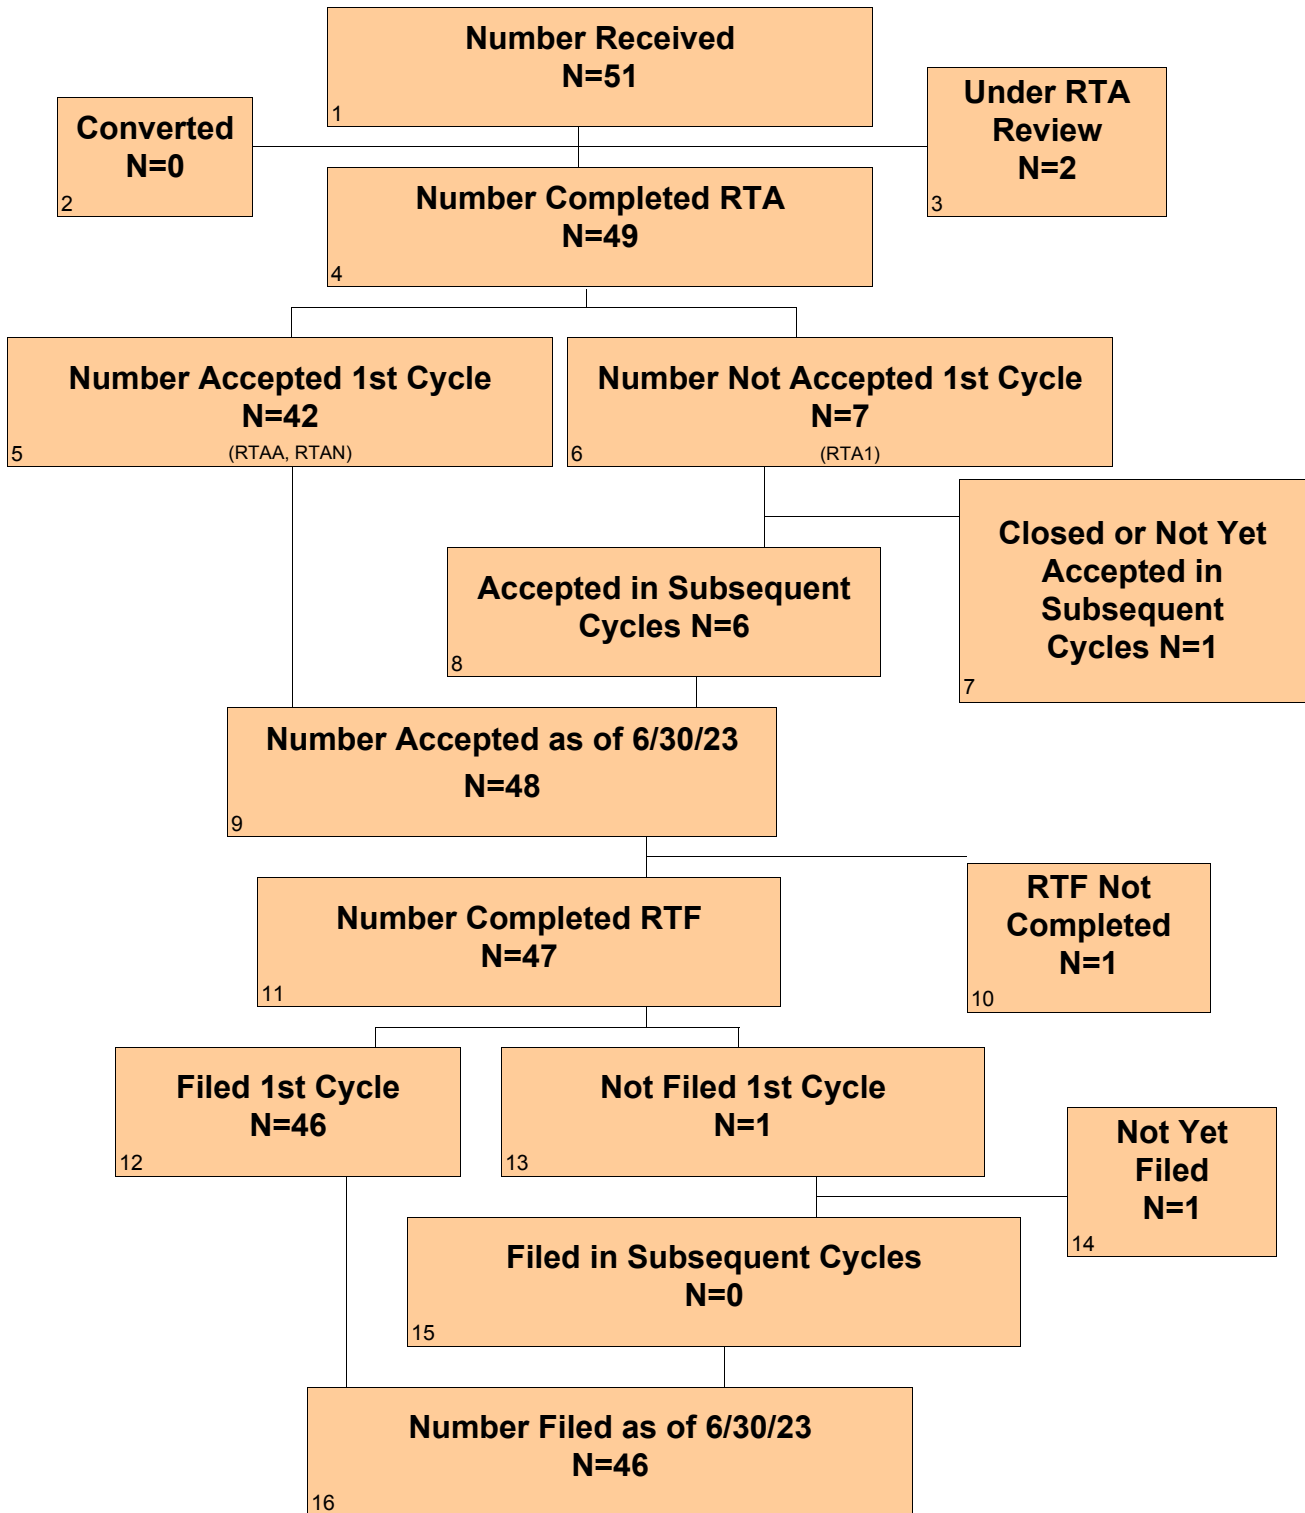 Number Received
N=51
1
Converted
N=0
2
Under RTA
Review
N=2
3
Number Completed RTA
N=49
4
Number Accepted 1st Cycle
N=42
(RTAA, RTAN)
5
Number Not Accepted 1st Cycle
N=7
(RTA1)
6
Closed or Not Yet
Accepted in
Subsequent
Cycles N=1
7
Accepted in Subsequent
Cycles N=6
8
Number Accepted as of 6/30/23
N=48
9
RTF Not
Completed
N=1
10
Number Completed RTF
N=47
11
Filed 1st Cycle
N=46
12
Not Filed 1st Cycle
N=1
13
Not Yet
Filed
N=1
14
Filed in Subsequent Cycles
N=0
15
Number Filed as of 6/30/23
N=46
16